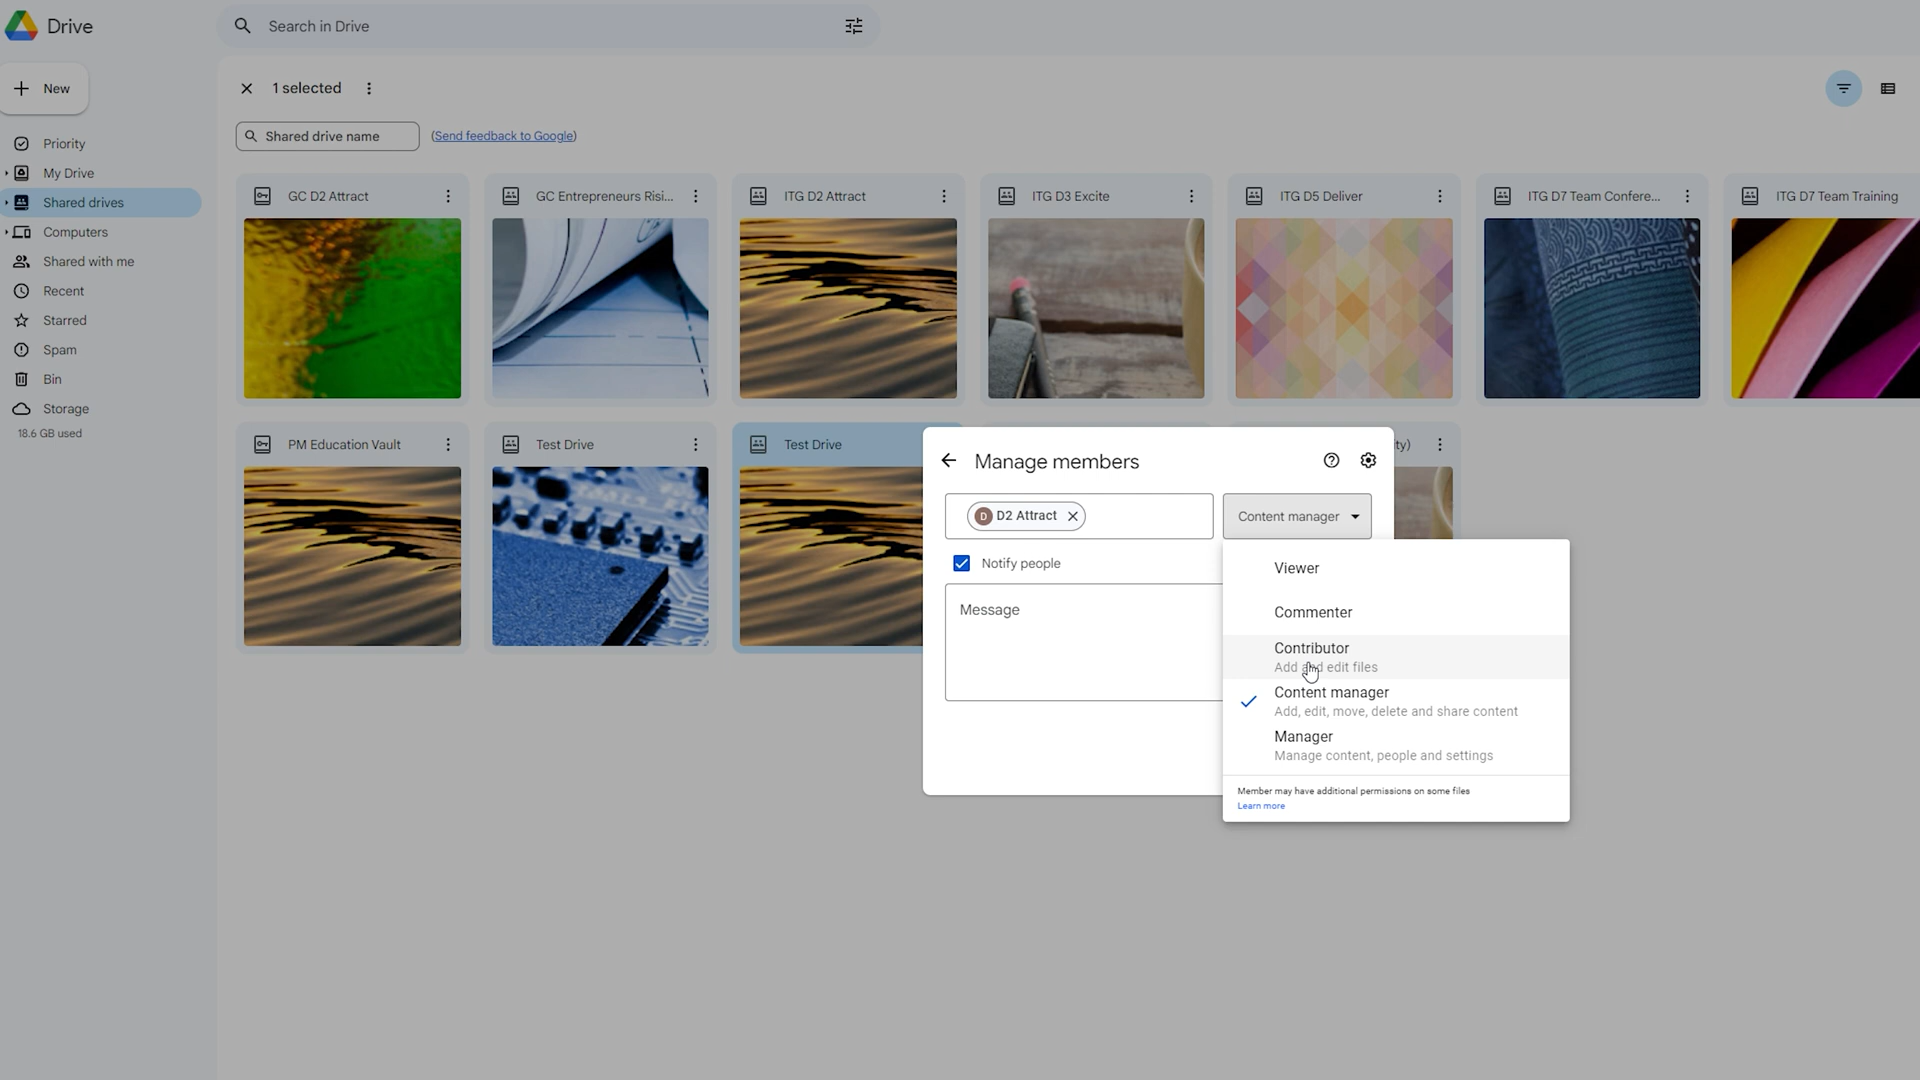 Drive
Search in Drive
New
1 selected
Shared drive name
(Send feedback to Google)
Priority
My Drive
Shared drives
Computers
Shared with me
Recent
Starred
Spam
Bin
Storage
18.6 GB used
GC D2 Attract
GC Entrepreneurs Risi...
ITG D2 Attract
ITG D3 Excite
ITG D5 Deliver
ITG D7 Team Confere...
ITG D7 Team Training
PM Education Vault
Test Drive
Test Drive
ity)
Manage members
D
D2 Attract
Content manager
Notify people
Message
Viewer
Commenter
Contributor
Add and edit files
Content manager
Add, edit, move, delete and share content
Manager
Manage content, people and settings
Member may have additional permissions on some files
Learn more